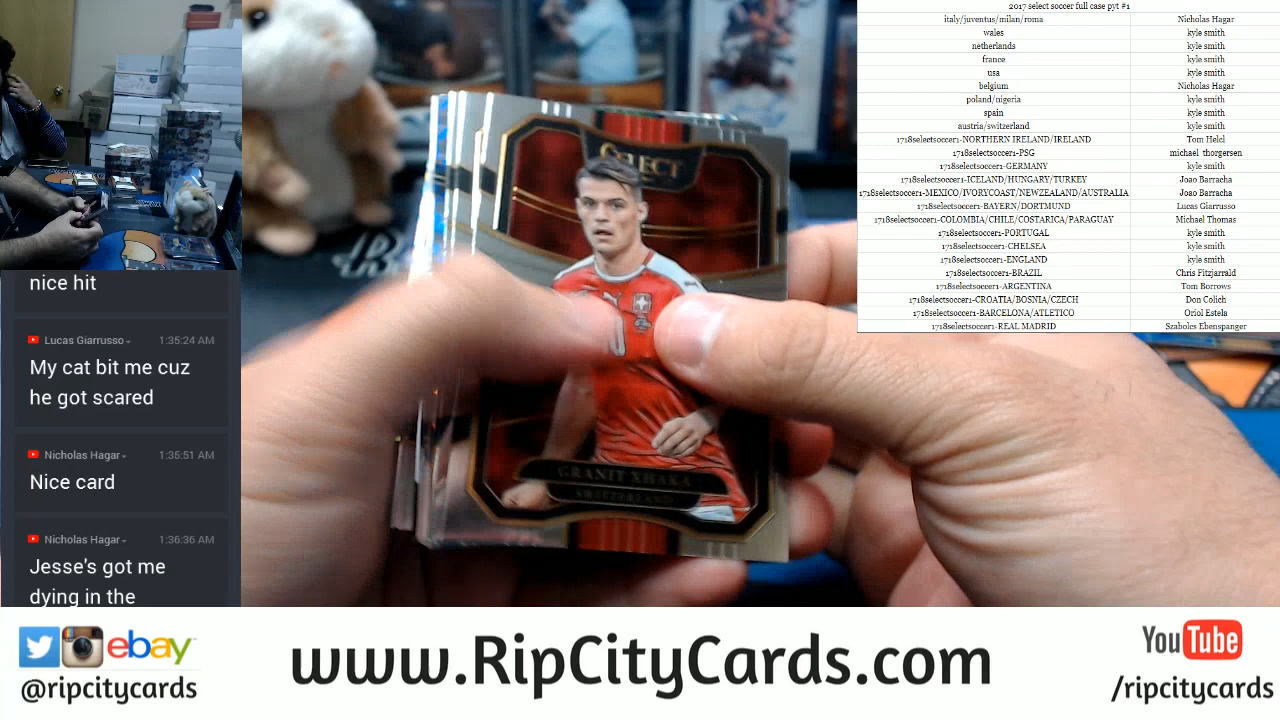 2017 select soccer full case pyt #1
italy/juventus/milan/roma Nicholas Hagar
wales kyle smith
netherlands kyle smith
france kyle smith
usa kyle smith
belgium Nicholas Hagar
poland/nigeria kyle smith
spain kyle smith
austria/switzerland kyle smith
1718selectsoccer1-NORTHERN IRELAND/IRELAND Tom Helcl
1718selectsoccer1-PSG michael thorgersen
1718selectsoccer1-GERMANY kyle smith
1718selectsoccer1-ICELAND/HUNGARY/TURKEY Joao Barracha
1718selectsoccer1-MEXICO/IVORYCOAST/NEWZEALAND/AUSTRALIA Joao Barracha
1718selectsoccer1-BAYERN/DORTMUND Lucas Giarrusso
1718selectsoccer1-COLOMBIA/CHILE/COSTARICA/PARAGUAY Michael Thomas
1718selectsoccer1-PORTUGAL kyle smith
1718selectsoccer1-CHELSEA kyle smith
1718selectsoccer1-ENGLAND kyle smith
1718selectsoccer1-BRAZIL Chris Fitzjarrald
1718selectsoccer1-ARGENTINA Tom Borrows
1718selectsoccer1-CROATIA/BOSNIA/CZECH Don Colich
1718selectsoccer1-BARCELONA/ATLETICO Oriol Estela
1718selectsoccer1-REAL MADRID Szabolcs Ebenspanger
SELECT
GRANIT XHAKA
SWITZERLAND
nice hit
Lucas Giarrusso 1:35:24 AM
My cat bit me cuz
he got scared
Nicholas Hagar 1:35:51 AM
Nice card
Nicholas Hagar 1:36:36 AM
Jesse's got me
dying in the
ebay
@ripcitycards
www.RipCityCards.com
YouTube
/ripcitycards